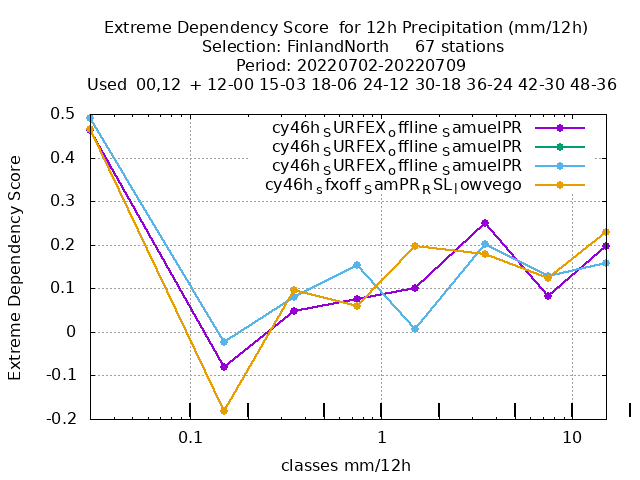 Extreme Dependency Score  for 12h Precipitation (mm/12h)
Selection: FinlandNorth     67 stations
Period: 20220702-20220709
Used  00,12  + 12-00 15-03 18-06 24-12 30-18 36-24 42-30 48-36
cy46h_SURFEX_offline_SamuelPR
cy46h_SURFEX_offline_SamuelPR
cy46h_SURFEX_offline_SamuelPR
cy46h_sfxoff_SamPR_RSL_lowvego
Extreme Dependency Score
0.5
0.4
0.3
0.2
0.1
0
-0.1
-0.2
0.1 1 10
classes mm/12h